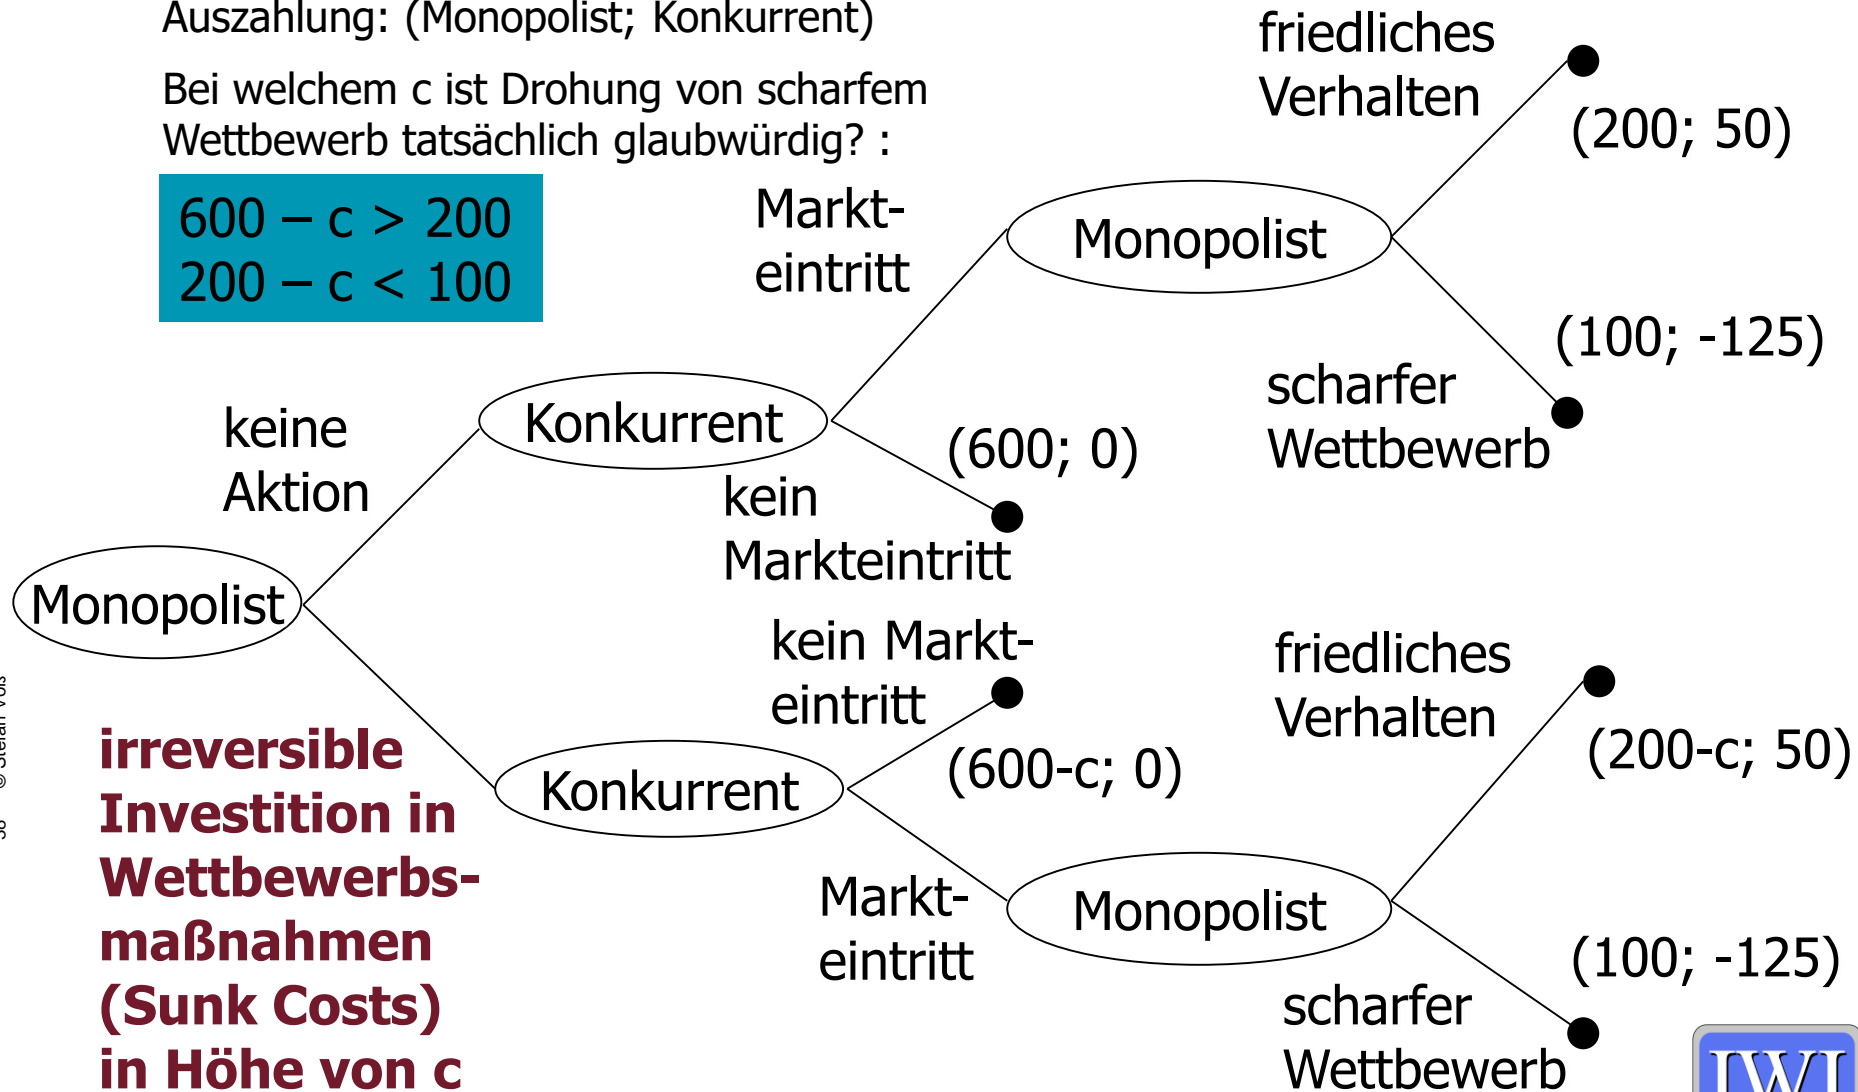 Auszahlung: (Monopolist; Konkurrent)
Bei welchem c ist Drohung von scharfem
Wettbewerb tatsächlich glaubwürdig? :
600 – c > 200
200 – c < 100
friedliches
Verhalten
(200; 50)
Markt-
eintritt
Monopolist
(100; -125)
scharfer
Wettbewerb
keine
Aktion
Konkurrent
(600; 0)
kein
Markteintritt
Monopolist
kein Markt-
eintritt
(600-c; 0)
friedliches
Verhalten
(200-c; 50)
irreversible
Investition in
Wettbewerbs-
maßnahmen
(Sunk Costs)
in Höhe von c
Konkurrent
Markt-
eintritt
Monopolist
(100; -125)
scharfer
Wettbewerb
© Stefan Voß
IWI